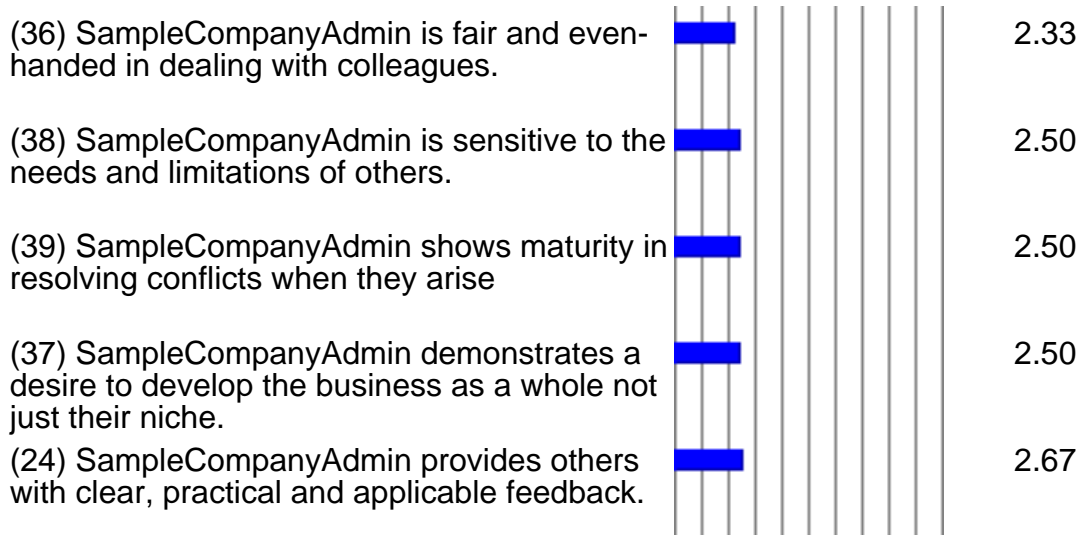 (36) SampleCompanyAdmin is fair and even-
handed in dealing with colleagues.
2.33
(38) SampleCompanyAdmin is sensitive to the
needs and limitations of others.
2.50
(39) SampleCompanyAdmin shows maturity in
resolving conflicts when they arise
2.50
(37) SampleCompanyAdmin demonstrates a
desire to develop the business as a whole not
just their niche.
2.50
(24) SampleCompanyAdmin provides others
with clear, practical and applicable feedback.
2.67